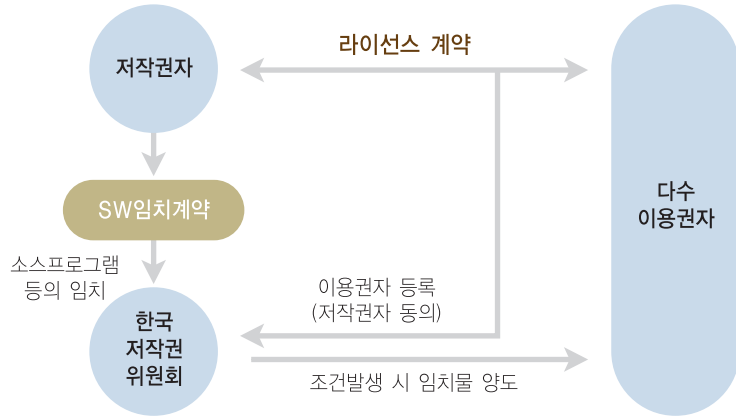 라이선스 계약
저작권자
SW임치계약
다수
이용권자
소스프로그램
등의 임치
이용권자 등록
(저작권자 동의)
한국
저작권
위원회
조건발생 시 임치물 양도